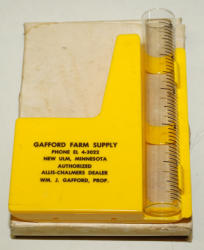 GAFFORD FARM SUPPLY
PHONE EL 4-3022
NEW ULM, MINNESOTA
AUTHORIZED
ALLIS-CHALMERS DEALER
WM. J. GAFFORD, PROP.